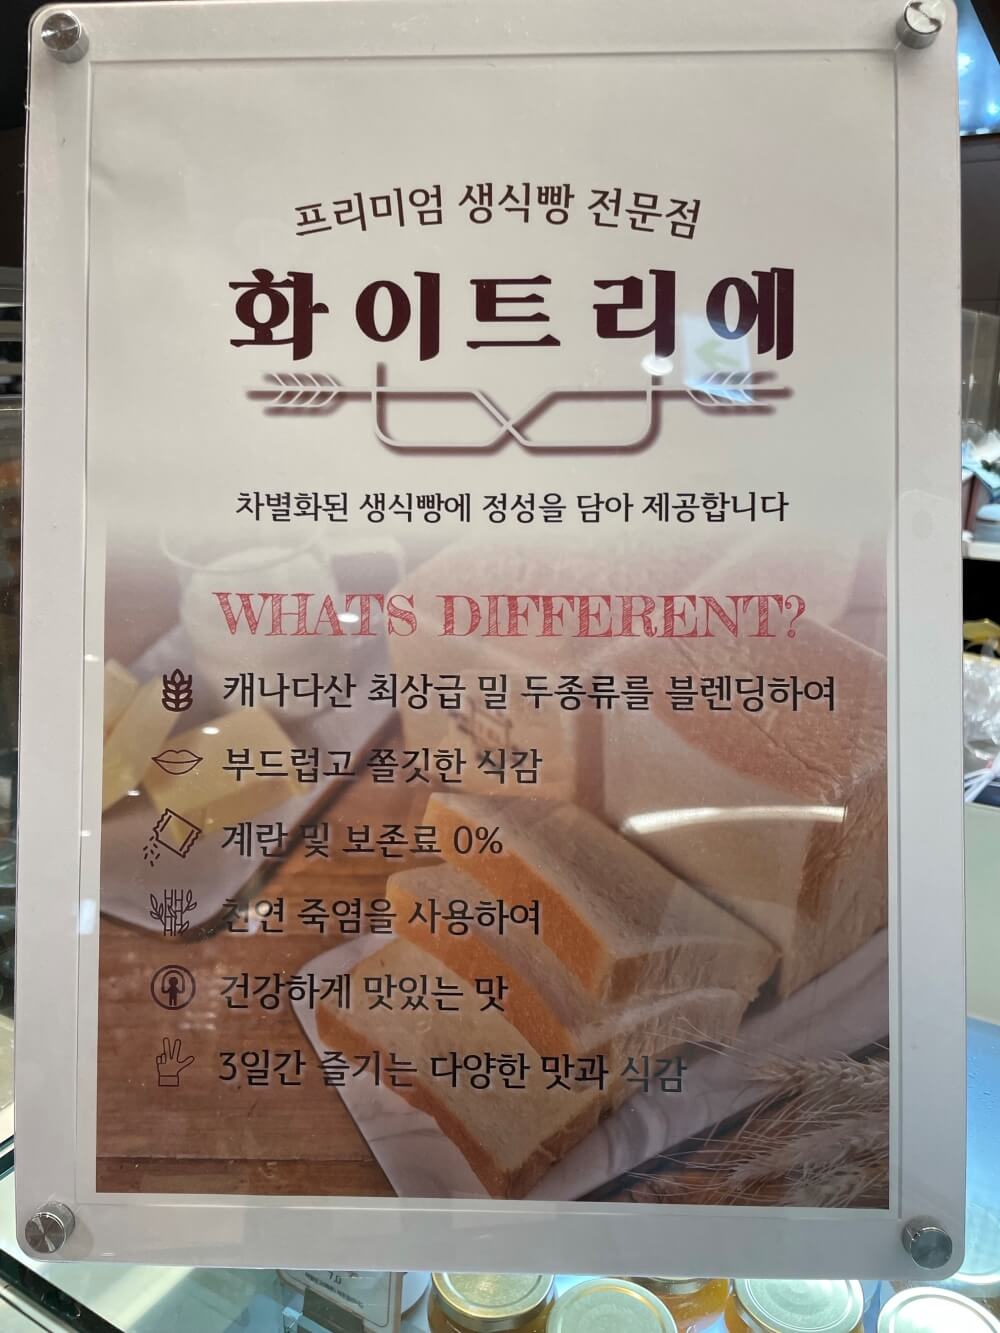 프리미엄 생식빵 전문점
화이트리에
차별화된 생식빵에 정성을 담아 제공합니다
WHATS DIFFERENT?
캐나다산 최상급 밀 두종류를 블렌딩하여
부드럽고 쫄깃한 식감
계란 및 보존료 0%
천연 죽염을 사용하여
건강하게 맛있는 맛
3일간 즐기는 다양한 맛과 식감